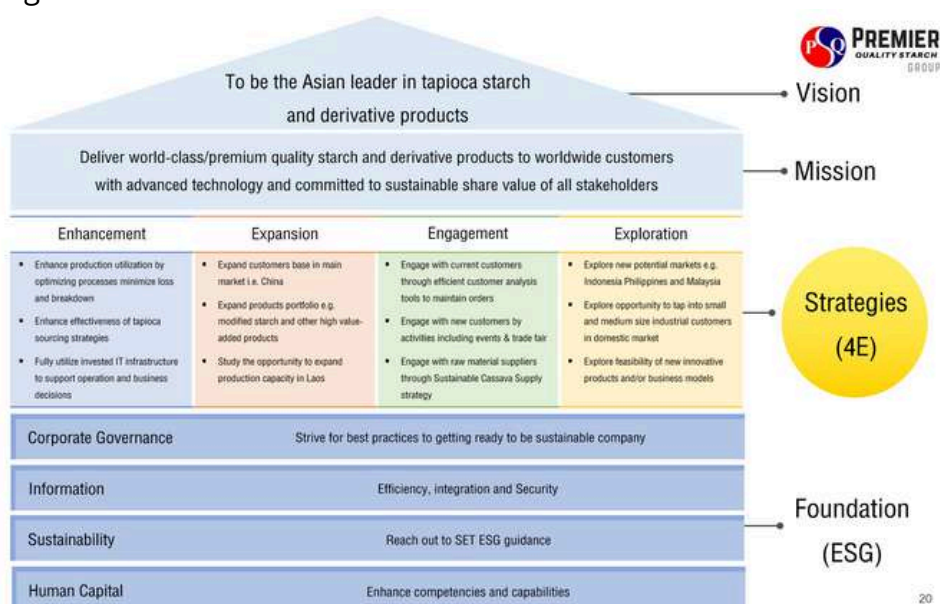 PSQ PREMIER
QUALITY STARCH
GROUP
To be the Asian leader in tapioca starch
and derivative products
Vision
Deliver world-class/premium quality starch and derivative products to worldwide customers
with advanced technology and committed to sustainable share value of all stakeholders
Mission
Enhancement
▪ Enhance production utilization by
optimizing processes minimize loss
and breakdown
▪ Enhance effectiveness of tapioca
sourcing strategies
▪ Fully utilize invested IT infrastructure
to support operation and business
decisions
Expansion
▪ Expand customers base in main
market i.e. China
▪ Expand products portfolio e.g.
modified starch and other high value-
added products
▪ Study the opportunity to expand
production capacity in Laos
Engagement
▪ Engage with current customers
through efficient customer analysis
tools to maintain orders
▪ Engage with new customers by
activities including events & trade fair
▪ Engage with raw material suppliers
through Sustainable Cassava Supply
strategy
Exploration
▪ Explore new potential markets e.g.
Indonesia Philippines and Malaysia
▪ Explore opportunity to tap into small
and medium size industrial customers
in domestic market
▪ Explore feasibility of new innovative
products and/or business models
Strategies
(4E)
Corporate Governance Strive for best practices to getting ready to be sustainable company
Information Efficiency, integration and Security
Sustainability Reach out to SET ESG guidance
Human Capital Enhance competencies and capabilities
Foundation
(ESG)
20